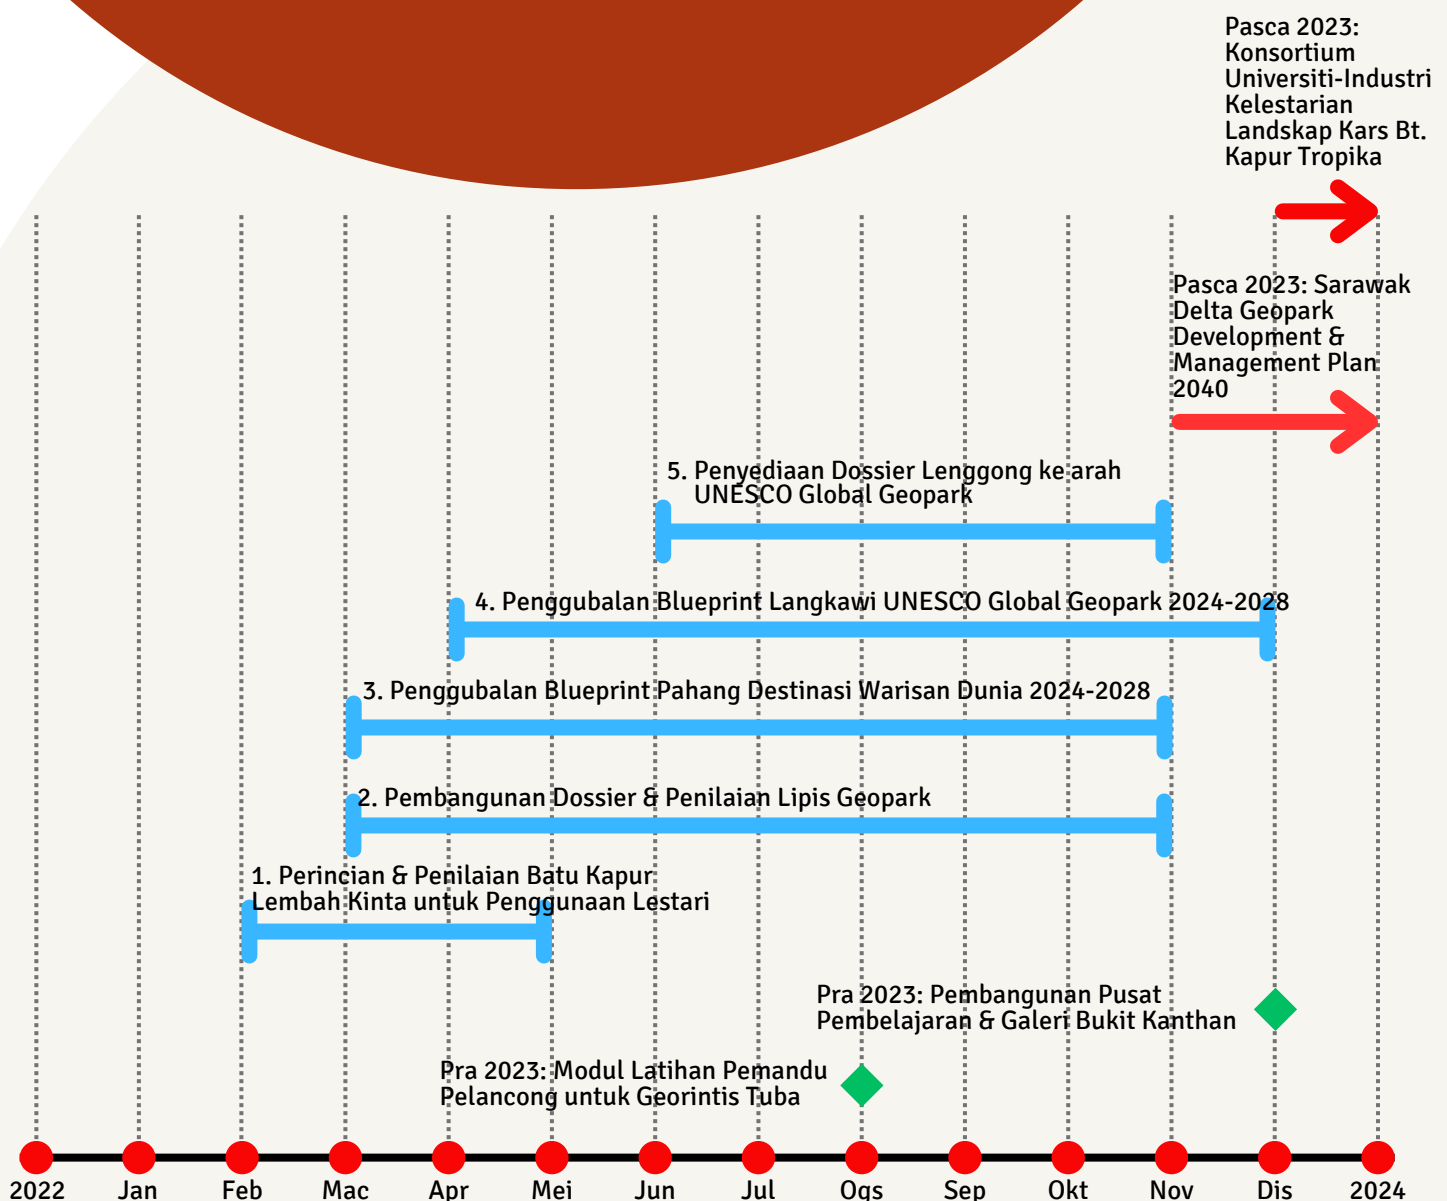 Pasca 2023:
Konsortium
Universiti-Industri
Kelestarian
Landskap Kars Bt.
Kapur Tropika
Pasca 2023: Sarawak
Delta Geopark
Development &
Management Plan
2040
5. Penyediaan Dossier Lenggong ke arah
UNESCO Global Geopark
4. Penggubalan Blueprint Langkawi UNESCO Global Geopark 2024-2028
3. Penggubalan Blueprint Pahang Destinasi Warisan Dunia 2024-2028
2. Pembangunan Dossier & Penilaian Lipis Geopark
1. Perincian & Penilaian Batu Kapur
Lembah Kinta untuk Penggunaan Lestari
Pra 2023: Pembangunan Pusat
Pembelajaran & Galeri Bukit Kanthan
Pra 2023: Modul Latihan Pemandu
Pelancong untuk Georintis Tuba
2022 Jan Feb Mac Apr Mei Jun Jul Ogs Sep Okt Nov Dis 2024